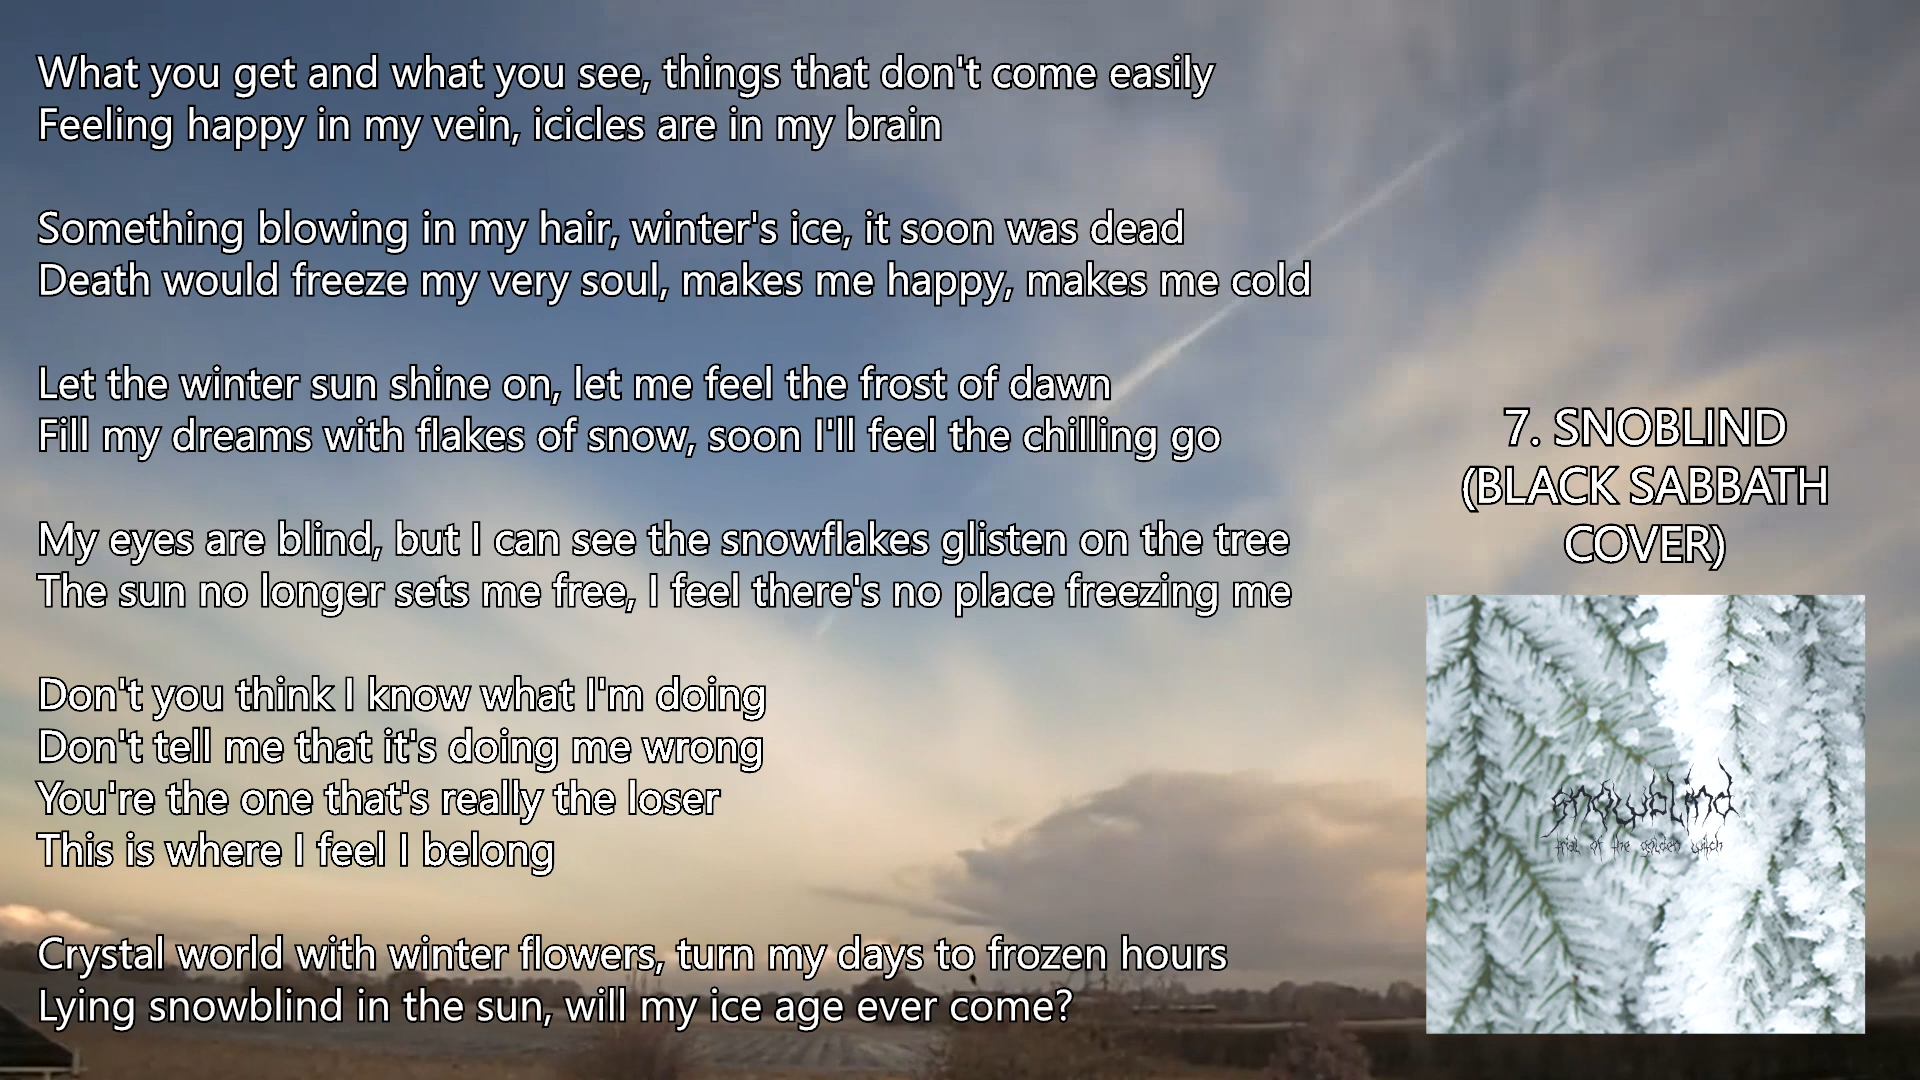 What you get and what you see, things that don't come easily
Feeling happy in my vein, icicles are in my brain
Something blowing in my hair, winter's ice, it soon was dead
Death would freeze my very soul, makes me happy, makes me cold
Let the winter sun shine on, let me feel the frost of dawn
Fill my dreams with flakes of snow, soon I'll feel the chilling go
My eyes are blind, but I can see the snowflakes glisten on the tree
The sun no longer sets me free, I feel there's no place freezing me
Don't you think I know what I'm doing
Don't tell me that it's doing me wrong
You're the one that's really the loser
This is where I feel I belong
Crystal world with winter flowers, turn my days to frozen hours
Lying snowblind in the sun, will my ice age ever come?
7. SNOBLIND
(BLACK SABBATH
COVER)
snowblind
trial of the golden witch